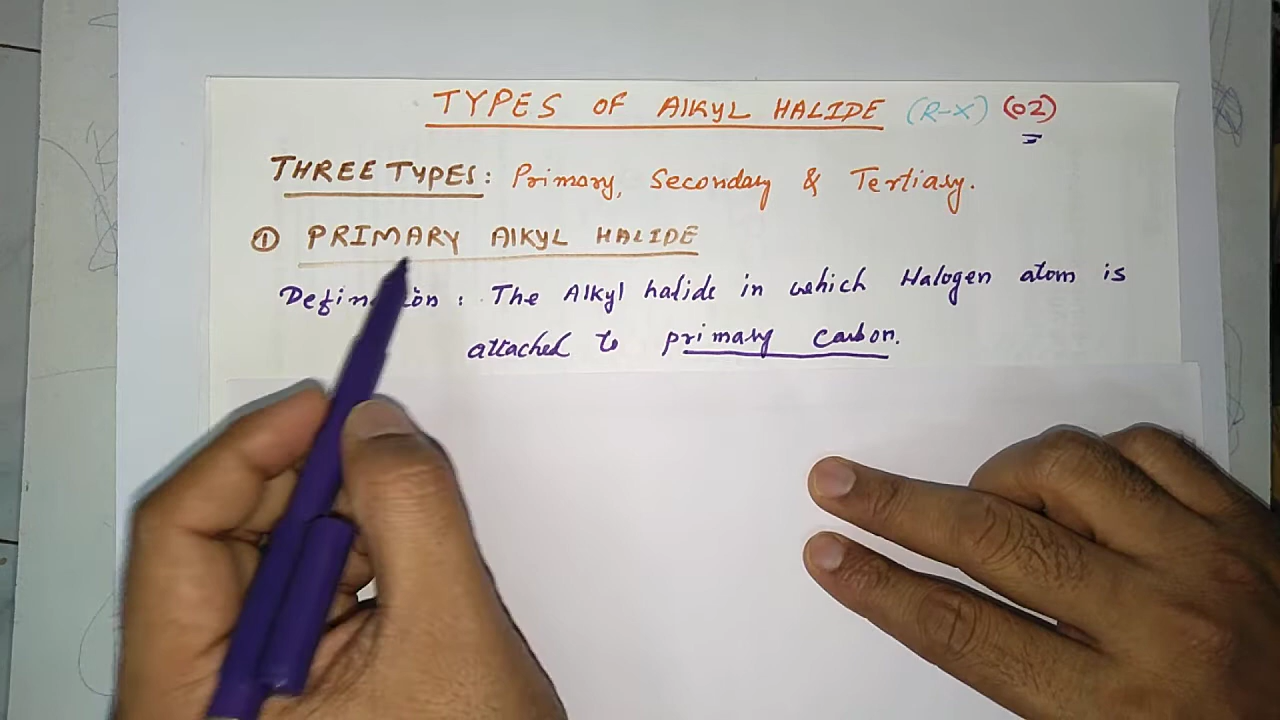 TYPES OF AlKYL HALIDE (R-X) (02)
THREE TYPES: Primary, Secondary & Tertiary.
① PRIMARY AlKYL HALIDE
: The Alkyl halide in which Halogen atom is
attached to primary carbon.